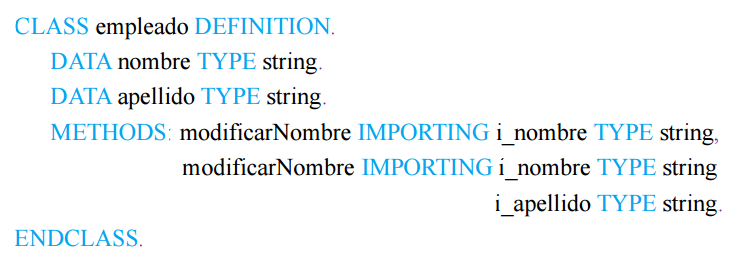 CLASS empleado DEFINITION.
DATA nombre TYPE string.
DATA apellido TYPE string.
METHODS: modificarNombre IMPORTING i_nombre TYPE string,
modificarNombre IMPORTING i_nombre TYPE string
i_apellido TYPE string.
ENDCLASS.